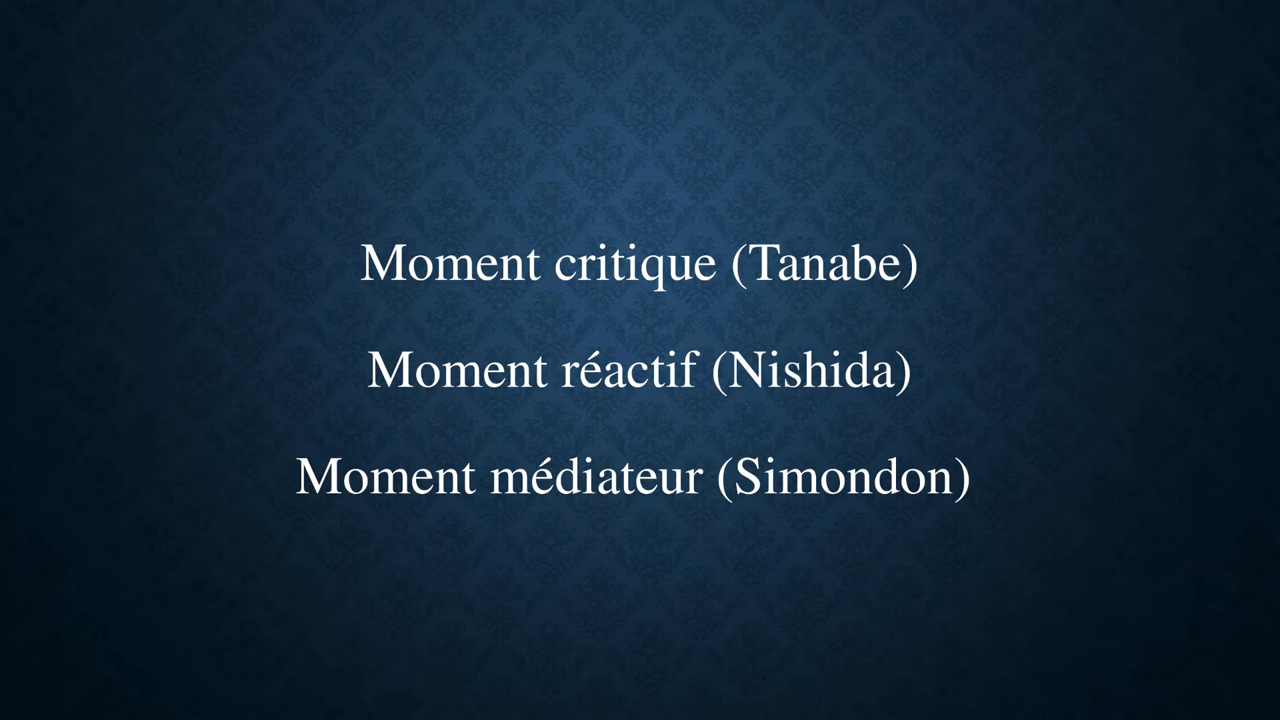 Moment critique (Tanabe)
Moment réactif (Nishida)
Moment médiateur (Simondon)